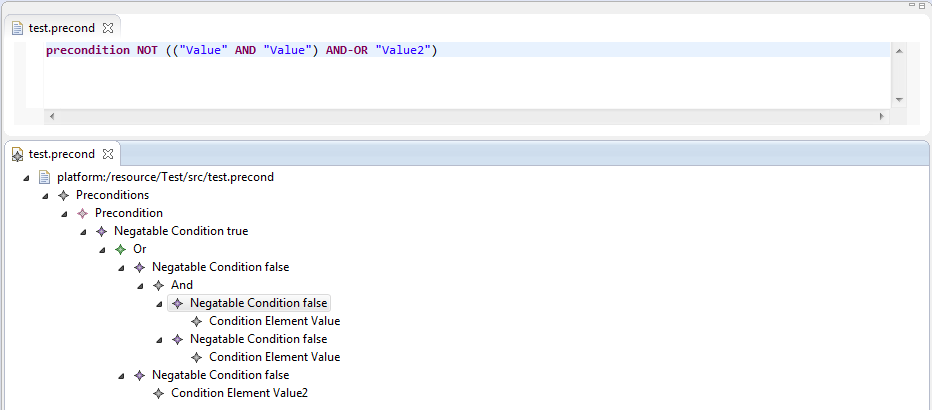 test.precond
precondition NOT (("Value" AND "Value") AND-OR "Value2")
test.precond
platform:/resource/Test/src/test.precond
Preconditions
Precondition
Negatable Condition true
Or
Negatable Condition false
And
Negatable Condition false
Condition Element Value
Negatable Condition false
Condition Element Value
Negatable Condition false
Condition Element Value2